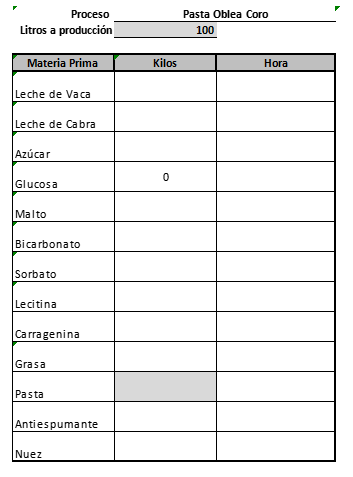 Proceso Pasta Oblea Coro
Litros a producción 100
Materia Prima Kilos Hora
Leche de Vaca
Leche de Cabra
Azúcar
Glucosa 0
Malto
Bicarbonato
Sorbato
Lecitina
Carragenina
Grasa
Pasta
Antiespumante
Nuez